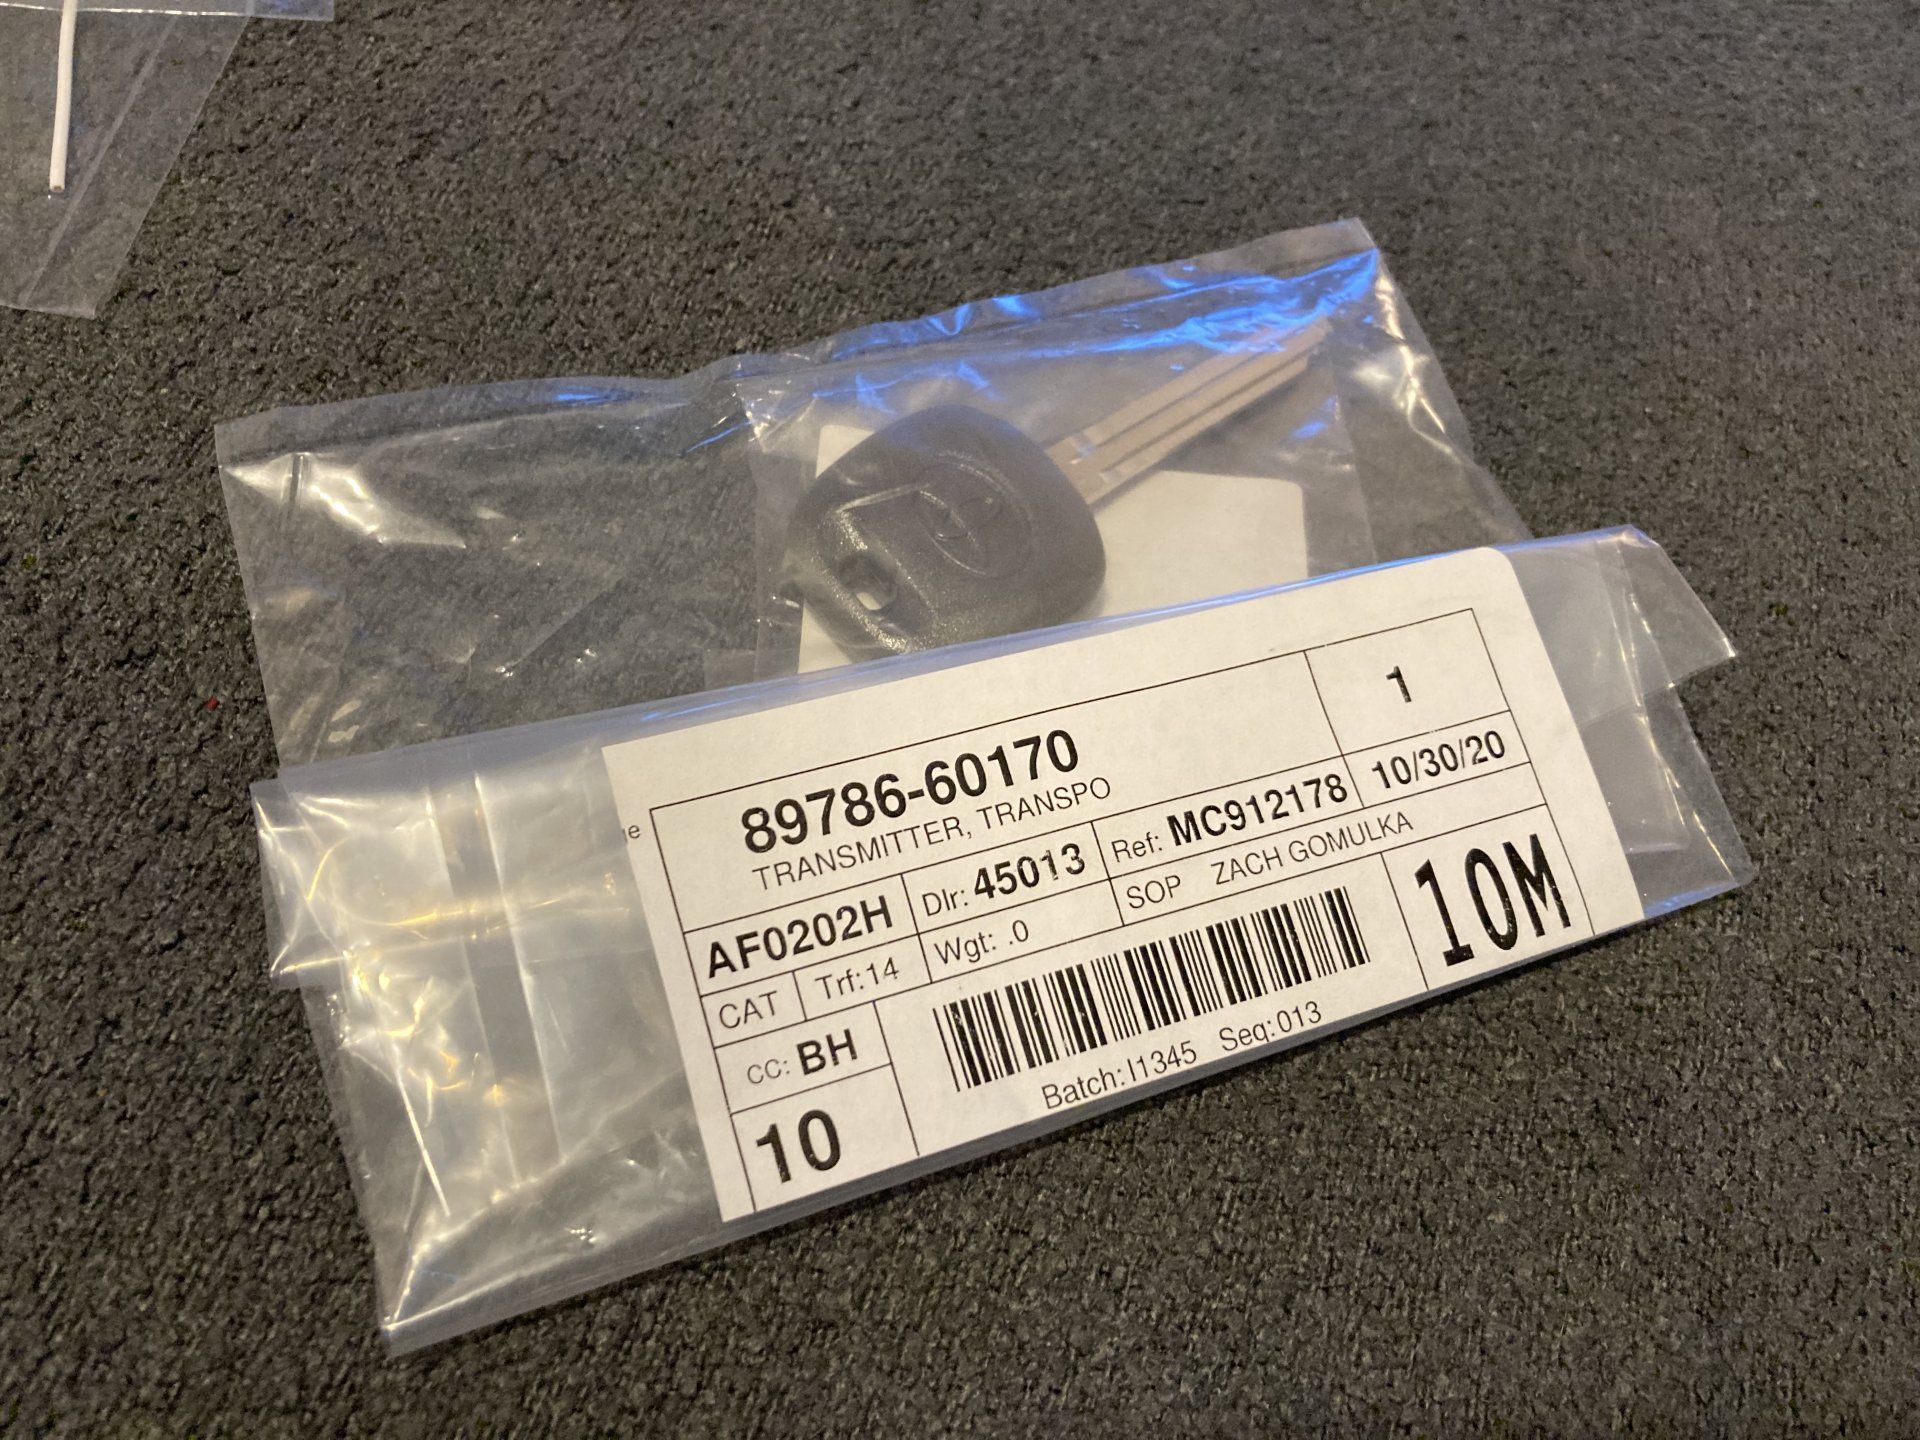 1
89786-60170
TRANSMITTER, TRANSPO
10/30/20
AF0202H
Dlr: 45013
Ref: MC912178
CAT
Trf: 14
Wgt: .0
SOP ZACH GOMULKA
cc: BH
10M
10
Batch: I1345 Seq: 013